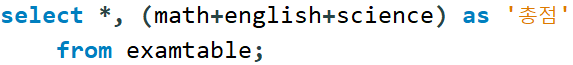 select *, (math+english+science) as '총점'
from examtable;